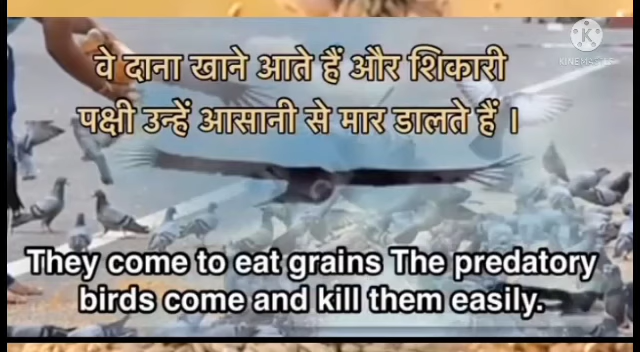 वे दाना खाने आते हैं और शिकारी
पक्षी उन्हें आसानी से मार डालते हैं ।
KINEMASTER
They come to eat grains The predatory
birds come and kill them easily.